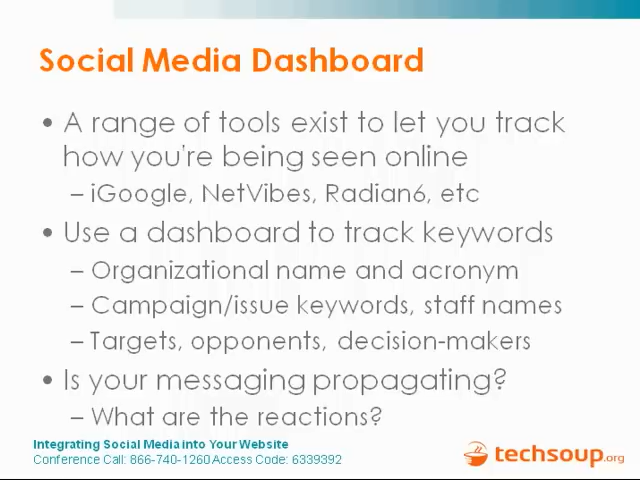 Social Media Dashboard
• A range of tools exist to let you track
how you're being seen online
– iGoogle, NetVibes, Radian6, etc
• Use a dashboard to track keywords
– Organizational name and acronym
– Campaign/issue keywords, staff names
– Targets, opponents, decision-makers
• Is your messaging propagating?
– What are the reactions?
Integrating Social Media into Your Website
Conference Call: 866-740-1260 Access Code: 6339392
techsoup.org